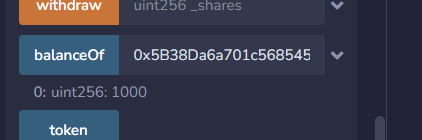 withdraw uint256 _shares
balanceOf 0x5B38Da6a701c568545
0: uint256: 1000
token